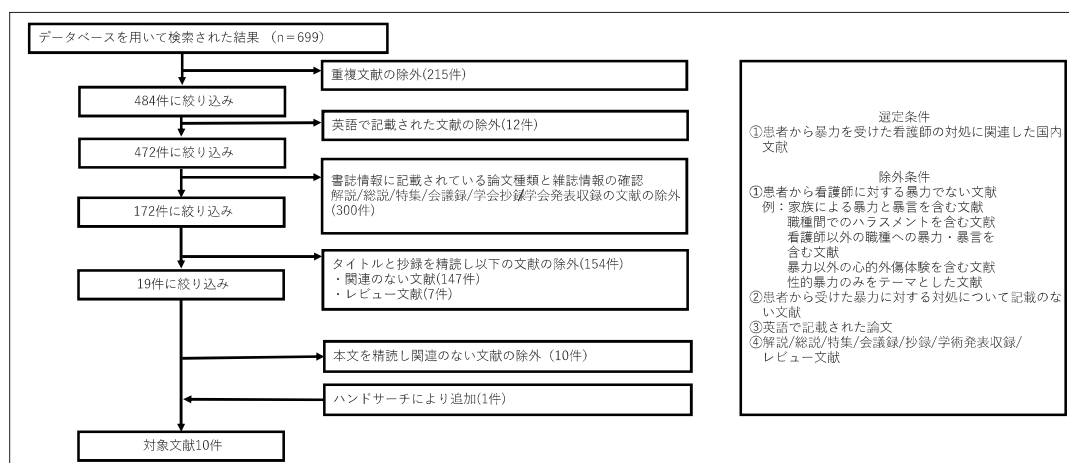 データベースを用いて検索された結果 (n=699)
重複文献の除外(215件)
484件に絞り込み
英語で記載された文献の除外(12件)
472件に絞り込み
書誌情報に記載されている論文種類と雑誌情報の確認
解説/総説/特集/会議録/学会抄録/学会発表収録の文献の除外
(300件)
172件に絞り込み
タイトルと抄録を精読し以下の文献の除外(154件)
・関連のない文献(147件)
・レビュー文献(7件)
19件に絞り込み
本文を精読し関連のない文献の除外 (10件)
ハンドサーチにより追加(1件)
対象文献10件
選定条件
①患者から暴力を受けた看護師の対処に関連した国内
文献
除外条件
①患者から看護師に対する暴力でない文献
例：家族による暴力と暴言を含む文献
職種間でのハラスメントを含む文献
看護師以外の職種への暴力・暴言を
含む文献
暴力以外の心的外傷体験を含む文献
性的暴力のみをテーマとした文献
②患者から受けた暴力に対する対処について記載のな
い文献
③英語で記載された論文
④解説/総説/特集/会議録/抄録/学術発表収録/
レビュー文献